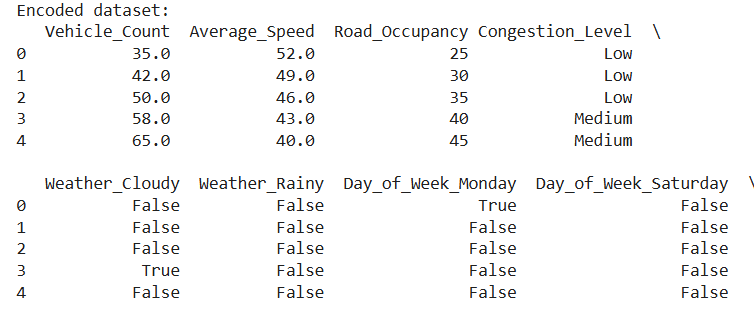 Encoded dataset:
   Vehicle_Count  Average_Speed  Road_Occupancy Congestion_Level  \
0           35.0           52.0              25              Low
1           42.0           49.0              30              Low
2           50.0           46.0              35              Low
3           58.0           43.0              40           Medium
4           65.0           40.0              45           Medium

   Weather_Cloudy  Weather_Rainy  Day_of_Week_Monday  Day_of_Week_Saturday  \
0           False          False                True                 False
1           False          False               False                 False
2           False          False               False                 False
3            True          False               False                 False
4           False          False               False                 False